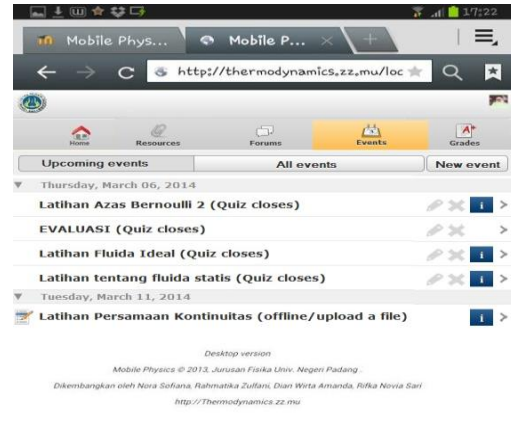 17:22
Mobile Phys... Mobile P... × +
http://thermodynamics.zz.mu/loc
Home Resources Forums Events Grades
Upcoming events All events New event
Thursday, March 06, 2014
Latihan Azas Bernoulli 2 (Quiz closes)
EVALUASI (Quiz closes)
Latihan Fluida Ideal (Quiz closes)
Latihan tentang fluida statis (Quiz closes)
Tuesday, March 11, 2014
Latihan Persamaan Kontinuitas (offline/upload a file)
Desktop version
Mobile Physics © 2013, Jurusan Fisika Univ. Negeri Padang .
Dikembangkan oleh Nora Sofiana, Rahmatika Zulfani, Dian Wirta Amanda, Rifka Novia Sari
http://Thermodynamics.zz.mu